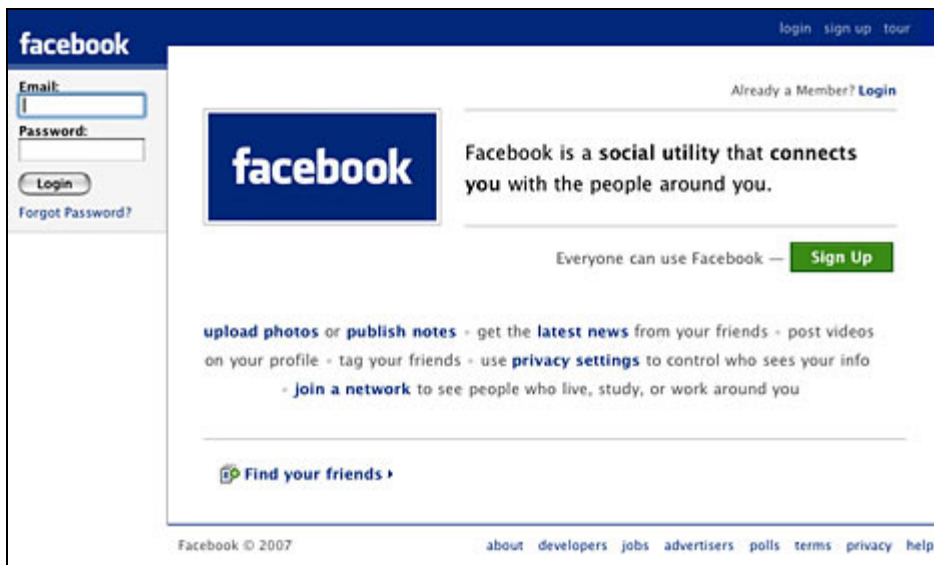 facebook
login sign up tour
Email:
Password:
Login
Forgot Password?
Already a Member? Login
facebook
Facebook is a social utility that connects
you with the people around you.
Everyone can use Facebook — Sign Up
upload photos or publish notes - get the latest news from your friends - post videos
on your profile - tag your friends - use privacy settings to control who sees your info
- join a network to see people who live, study, or work around you
Find your friends ▸
Facebook © 2007
about developers jobs advertisers polls terms privacy help